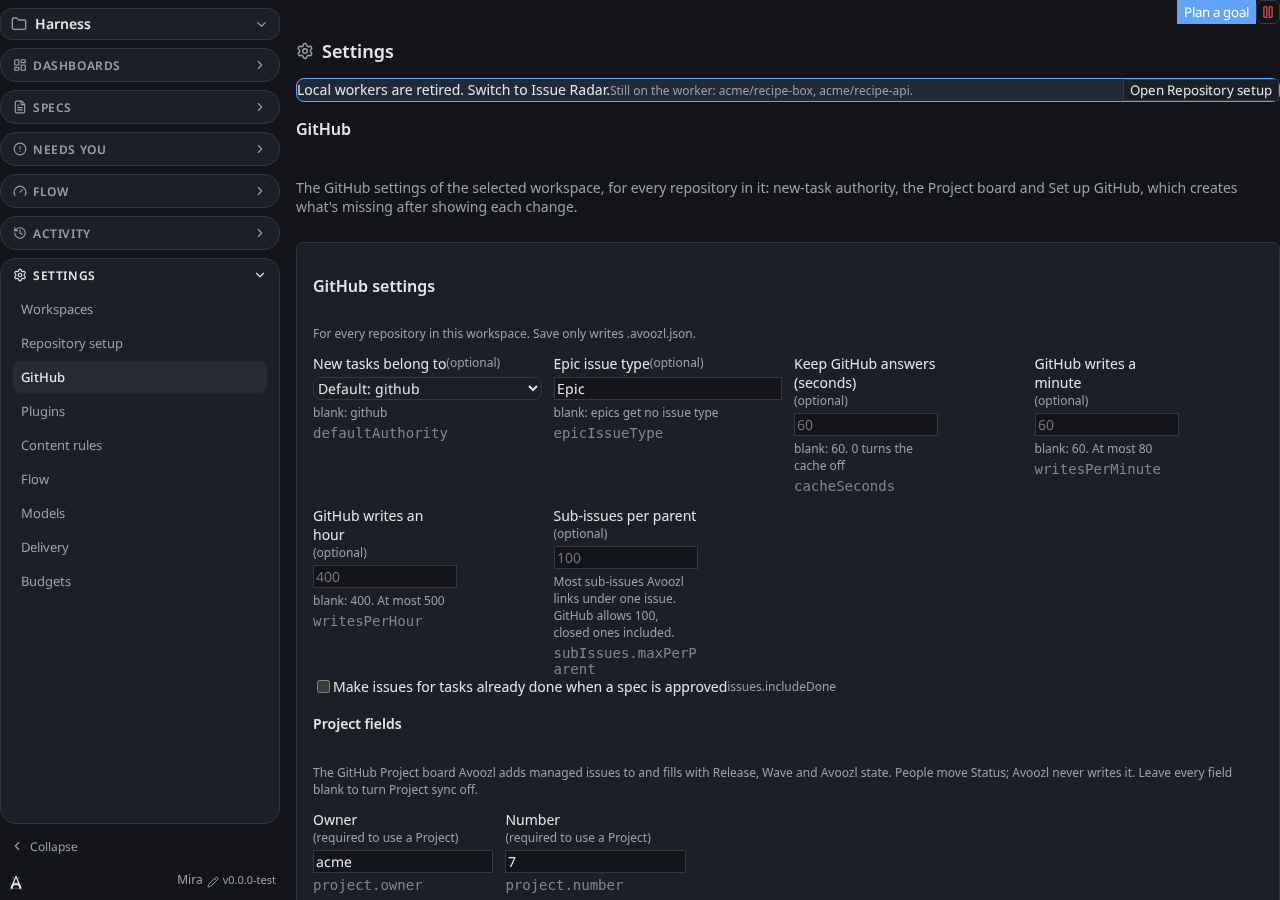 Harness
DASHBOARDS
SPECS
NEEDS YOU
FLOW
ACTIVITY
SETTINGS
Workspaces
Repository setup
GitHub
Plugins
Content rules
Flow
Models
Delivery
Budgets
Collapse
Mira v0.0.0-test
Plan a goal
Settings
Local workers are retired. Switch to Issue Radar. Still on the worker: acme/recipe-box, acme/recipe-api. Open Repository setup
GitHub
The GitHub settings of the selected workspace, for every repository in it: new-task authority, the Project board and Set up GitHub, which creates
what's missing after showing each change.
GitHub settings
For every repository in this workspace. Save only writes .avoozl.json.
New tasks belong to(optional)
Default: github
blank: github
defaultAuthority
Epic issue type(optional)
Epic
blank: epics get no issue type
epicIssueType
Keep GitHub answers
(seconds)
(optional)
60
blank: 60. 0 turns the
cache off
cacheSeconds
GitHub writes a
minute
(optional)
60
blank: 60. At most 80
writesPerMinute
GitHub writes an
hour
(optional)
400
blank: 400. At most 500
writesPerHour
Sub-issues per parent
(optional)
100
Most sub-issues Avoozl
links under one issue.
GitHub allows 100,
closed ones included.
subIssues.maxPerP
arent
Make issues for tasks already done when a spec is approved issues.includeDone
Project fields
The GitHub Project board Avoozl adds managed issues to and fills with Release, Wave and Avoozl state. People move Status; Avoozl never writes it. Leave every field
blank to turn Project sync off.
Owner
(required to use a Project)
acme
project.owner
Number
(required to use a Project)
7
project.number